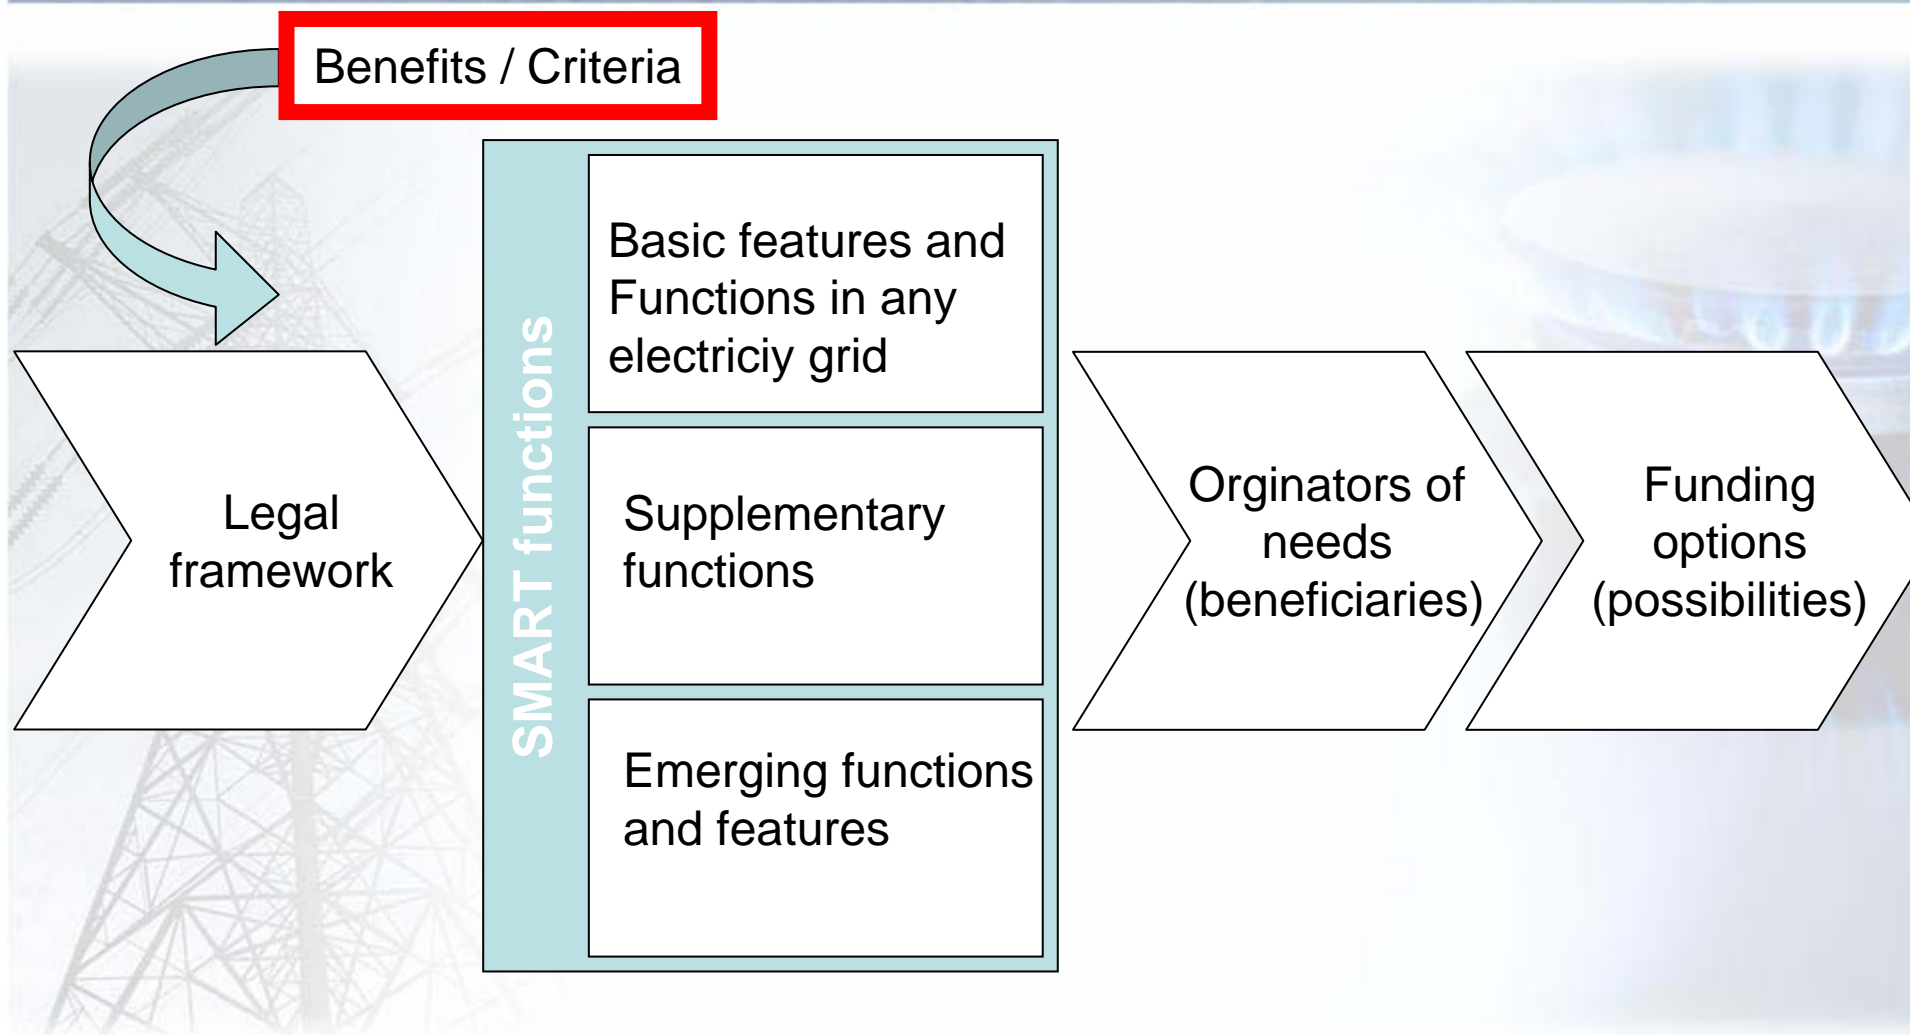 Benefits / Criteria
Legal
framework
SMART functions
Basic features and
Functions in any
electriciy grid
Supplementary
functions
Emerging functions
and features
Orginators of
needs
(beneficiaries)
Funding
options
(possibilities)